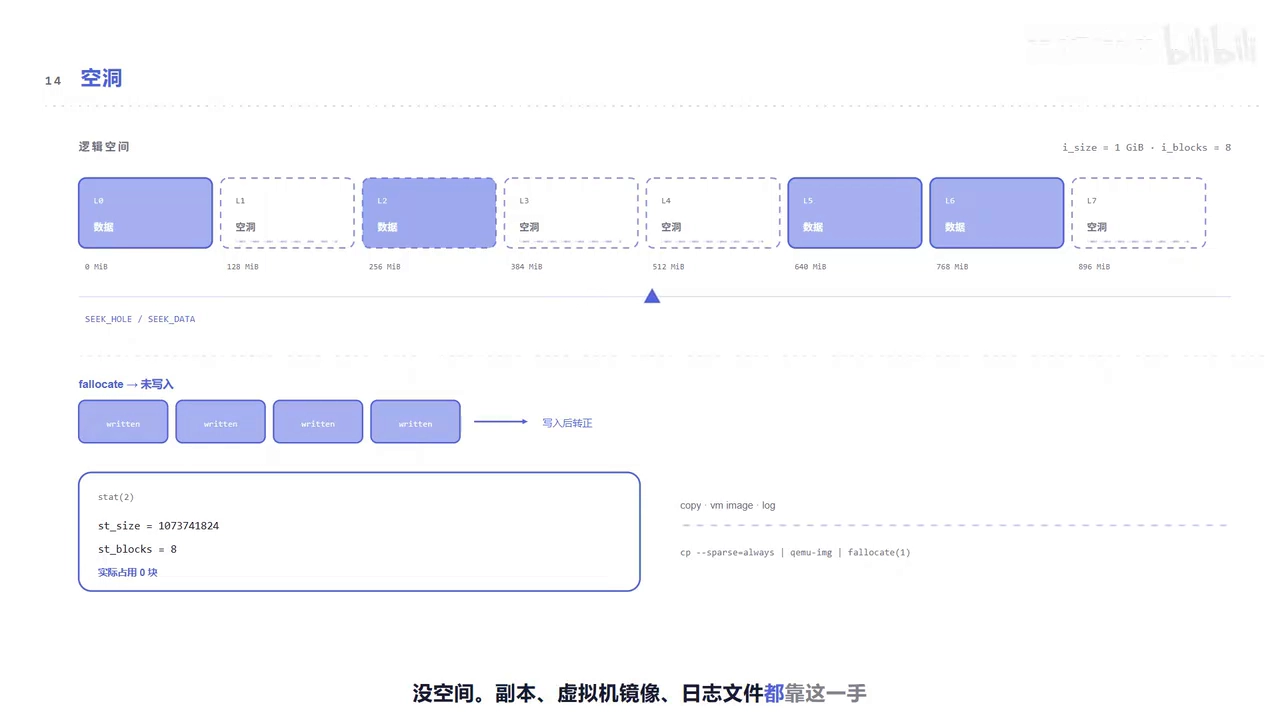 bilibili
14 空洞
逻辑空间
i_size = 1 GiB · i_blocks = 8
L0 L1 L2 L3 L4 L5 L6 L7
数据 空洞 数据 空洞 空洞 数据 数据 空洞
0 MiB 128 MiB 256 MiB 384 MiB 512 MiB 640 MiB 768 MiB 896 MiB
SEEK_HOLE / SEEK_DATA
fallocate → 未写入
written written written written 写入后转正
stat(2)
st_size = 1073741824
st_blocks = 8
实际占用 0 块
copy · vm image · log
cp --sparse=always | qemu-img | fallocate(1)
没空间。副本、虚拟机镜像、日志文件都靠这一手